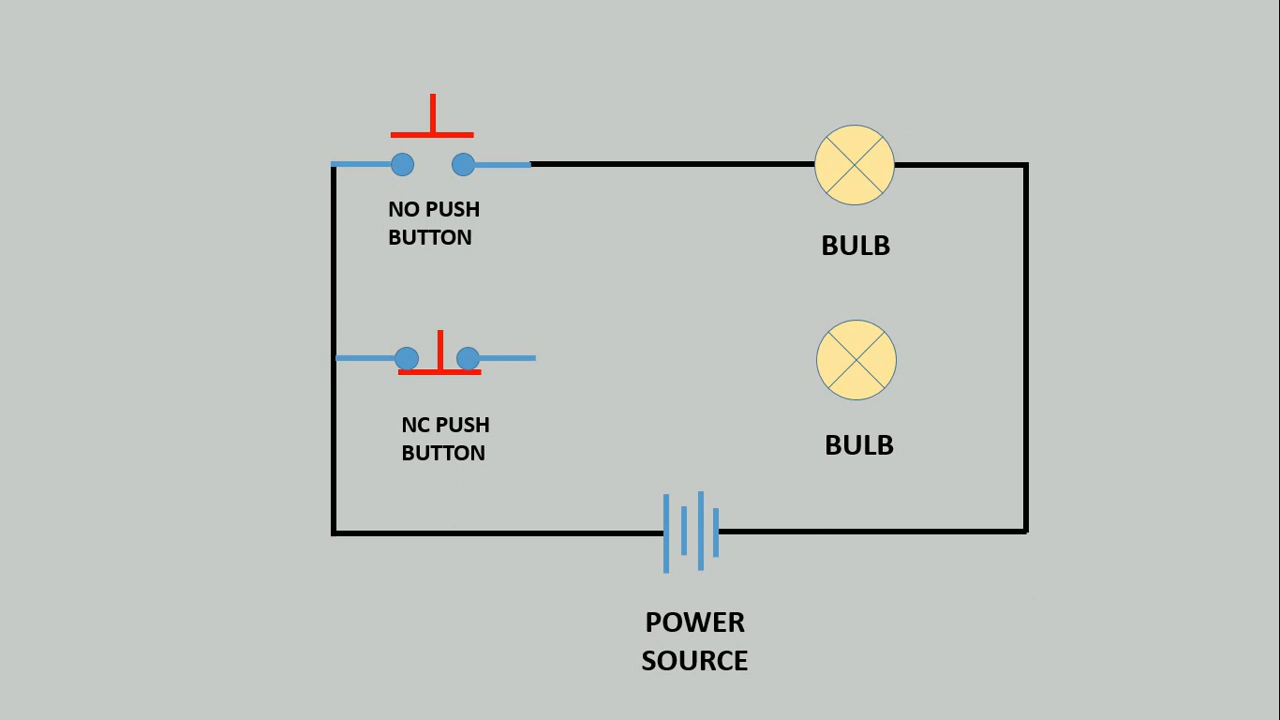 NO PUSH
BUTTON
BULB
NC PUSH
BUTTON
BULB
POWER
SOURCE